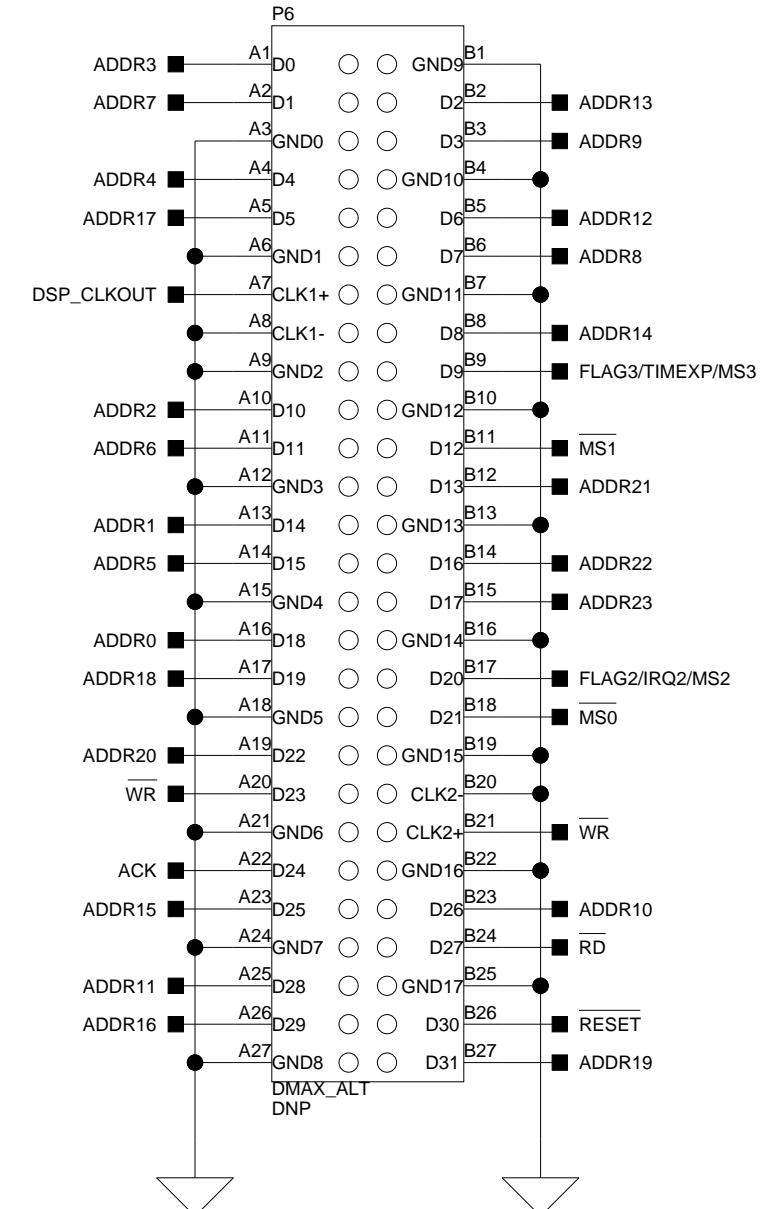 P6
ADDR3 A1 D0 GND9 B1
ADDR7 A2 D1 D2 B2 ADDR13
A3 GND0 D3 B3 ADDR9
ADDR4 A4 D4 GND10 B4
ADDR17 A5 D5 D6 B5 ADDR12
A6 GND1 D7 B6 ADDR8
DSP_CLKOUT A7 CLK1+ GND11 B7
A8 CLK1- D8 B8 ADDR14
A9 GND2 D9 B9 FLAG3/TIMEXP/MS3
ADDR2 A10 D10 GND12 B10
ADDR6 A11 D11 D12 B11 MS1
A12 GND3 D13 B12 ADDR21
ADDR1 A13 D14 GND13 B13
ADDR5 A14 D15 D16 B14 ADDR22
A15 GND4 D17 B15 ADDR23
ADDR0 A16 D18 GND14 B16
ADDR18 A17 D19 D20 B17 FLAG2/IRQ2/MS2
A18 GND5 D21 B18 MS0
ADDR20 A19 D22 GND15 B19
WR A20 D23 CLK2- B20
A21 GND6 CLK2+ B21 WR
ACK A22 D24 GND16 B22
ADDR15 A23 D25 D26 B23 ADDR10
A24 GND7 D27 B24 RD
ADDR11 A25 D28 GND17 B25
ADDR16 A26 D29 D30 B26 RESET
A27 GND8 D31 B27 ADDR19
DMAX_ALT
DNP